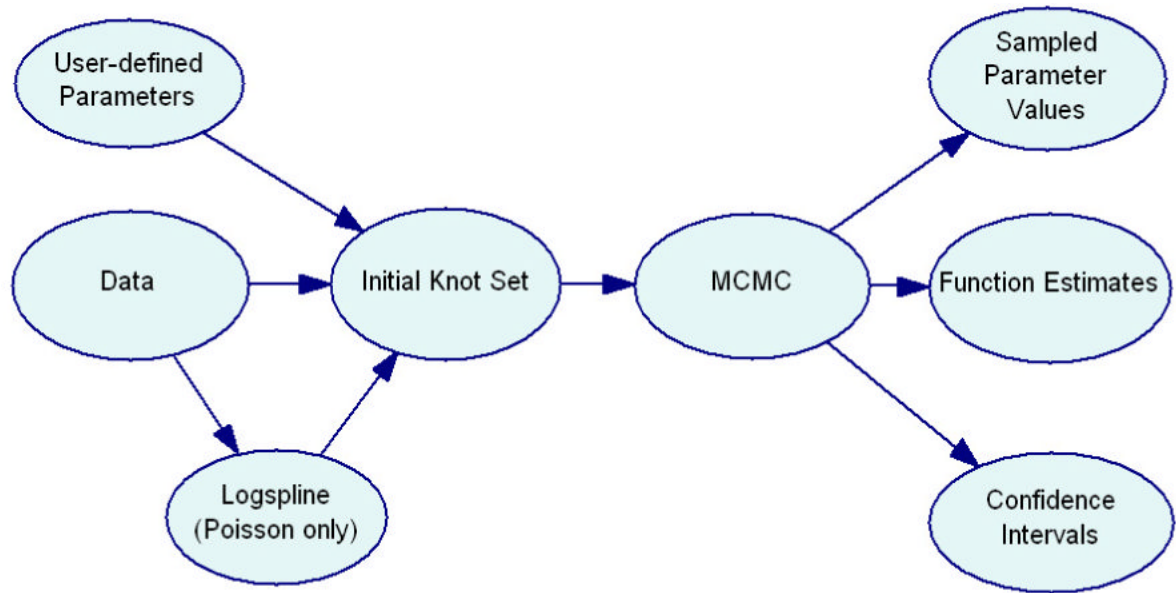 User-defined
Parameters
Data
Logspline
(Poisson only)
Initial Knot Set
MCMC
Sampled
Parameter
Values
Function Estimates
Confidence
Intervals